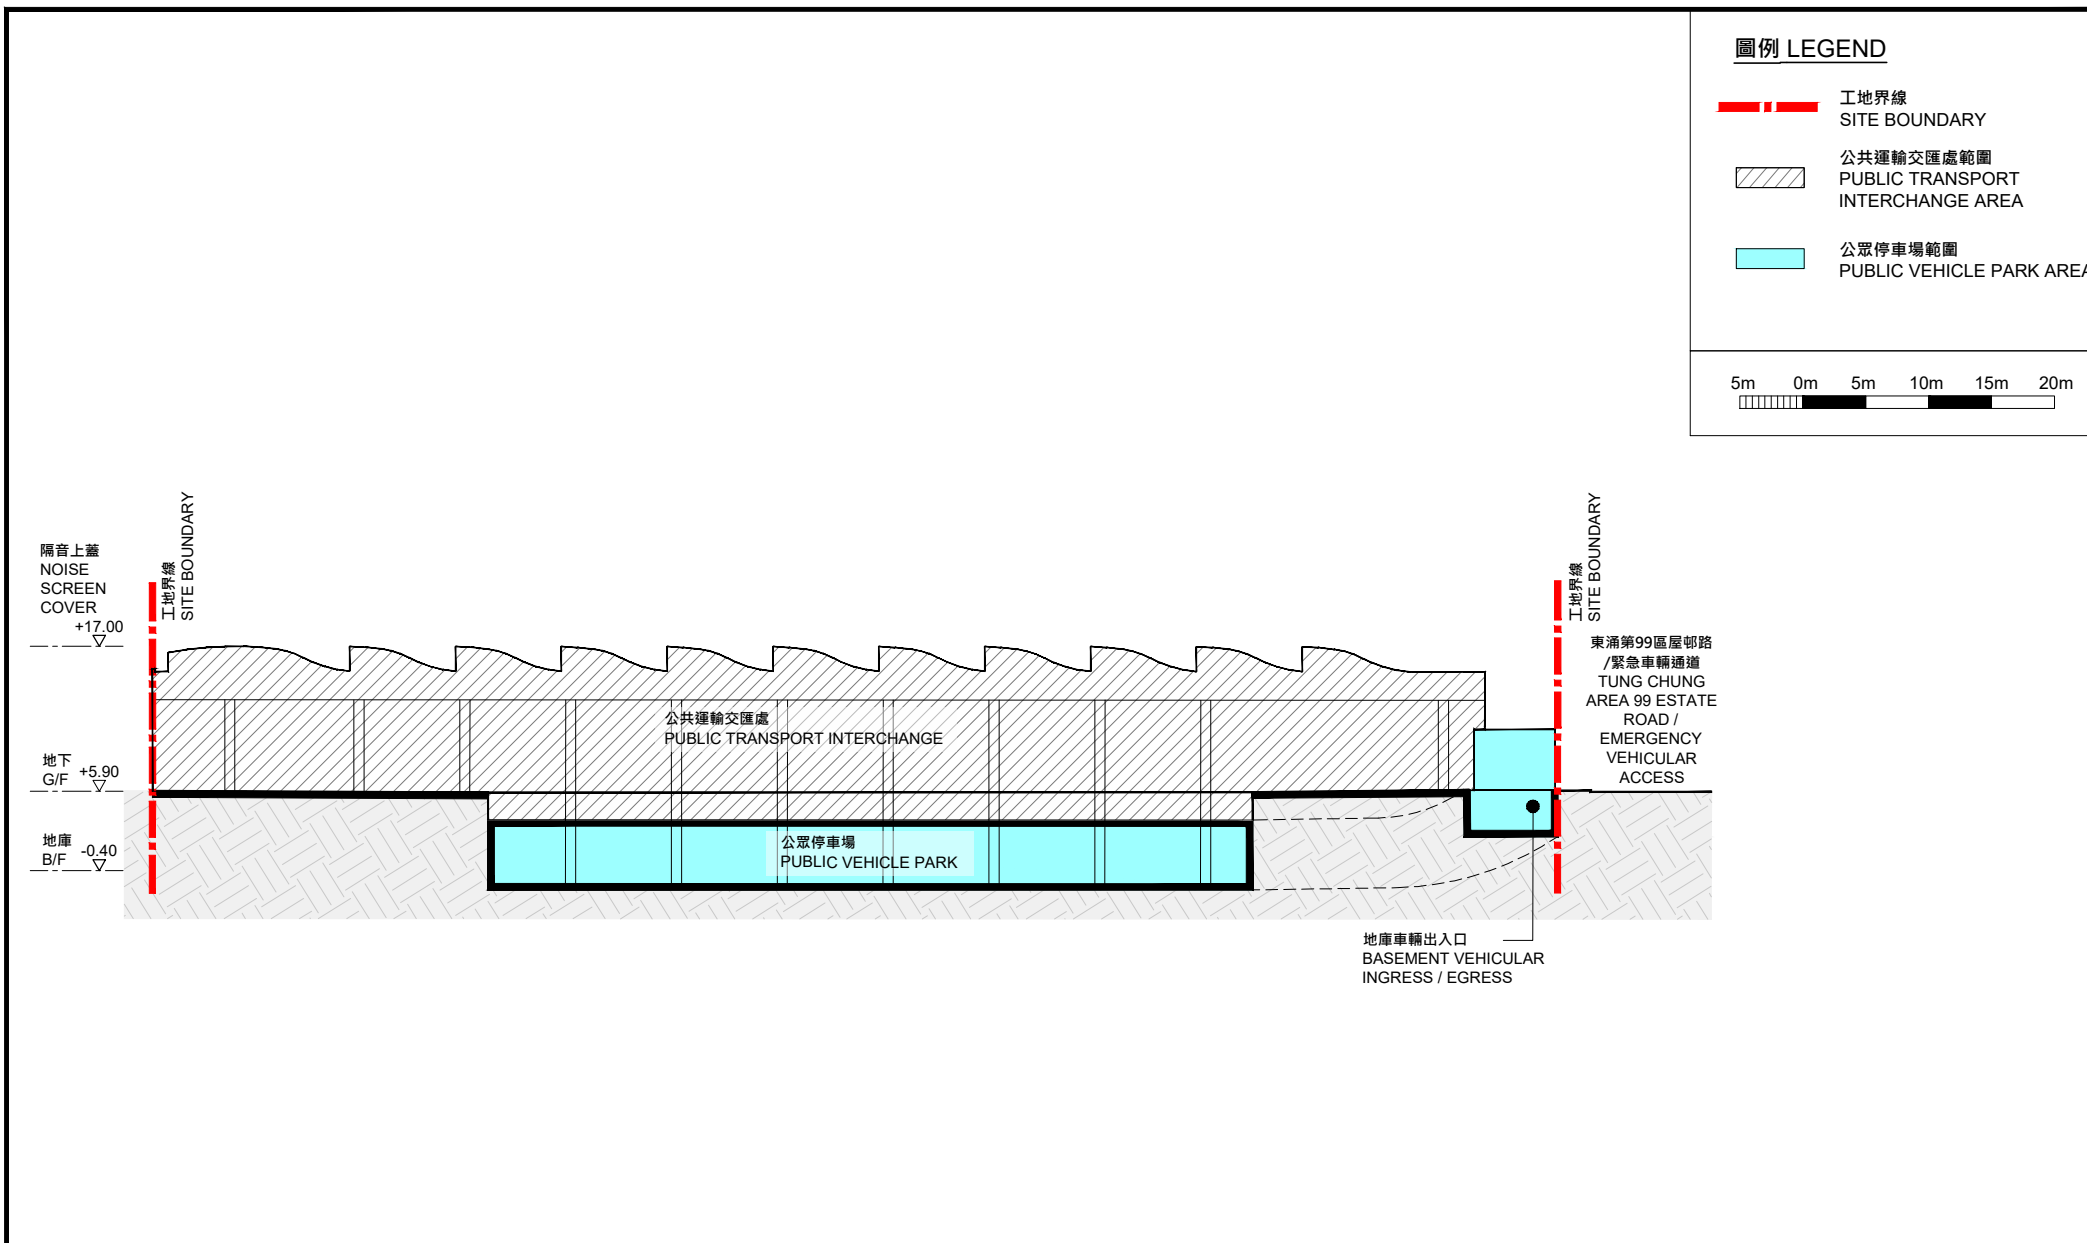 圖例 LEGEND
工地界線
SITE BOUNDARY
公共運輸交匯處範圍
PUBLIC TRANSPORT
INTERCHANGE AREA
公眾停車場範圍
PUBLIC VEHICLE PARK AREA
5m 0m 5m 10m 15m 20m
隔音上蓋
NOISE
SCREEN
COVER
+17.00
工地界線
SITE BOUNDARY
工地界線
SITE BOUNDARY
東涌第99區屋邨路
/緊急車輛通道
TUNG CHUNG
AREA 99 ESTATE
ROAD /
EMERGENCY
VEHICULAR
ACCESS
公共運輸交匯處
PUBLIC TRANSPORT INTERCHANGE
地下
G/F +5.90
地庫
B/F -0.40
公眾停車場
PUBLIC VEHICLE PARK
地庫車輛出入口
BASEMENT VEHICULAR
INGRESS / EGRESS